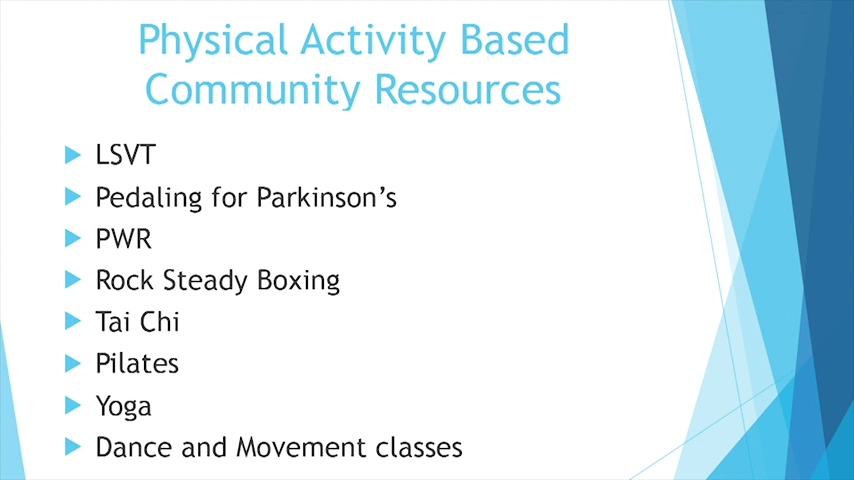 Physical Activity Based
Community Resources
LSVT
Pedaling for Parkinson's
PWR
Rock Steady Boxing
Tai Chi
Pilates
Yoga
Dance and Movement classes